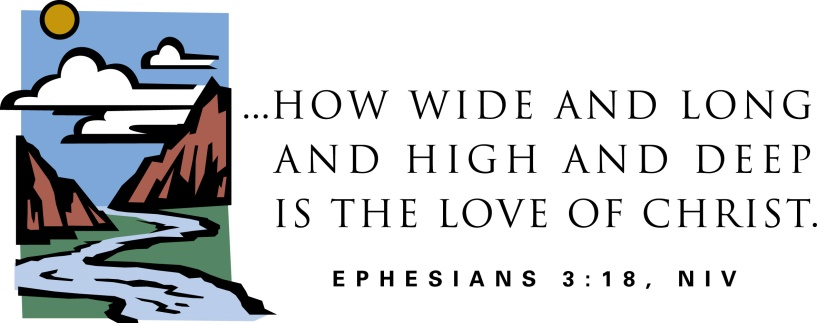 ...HOW WIDE AND LONG
AND HIGH AND DEEP
IS THE LOVE OF CHRIST.
EPHESIANS 3:18, NIV